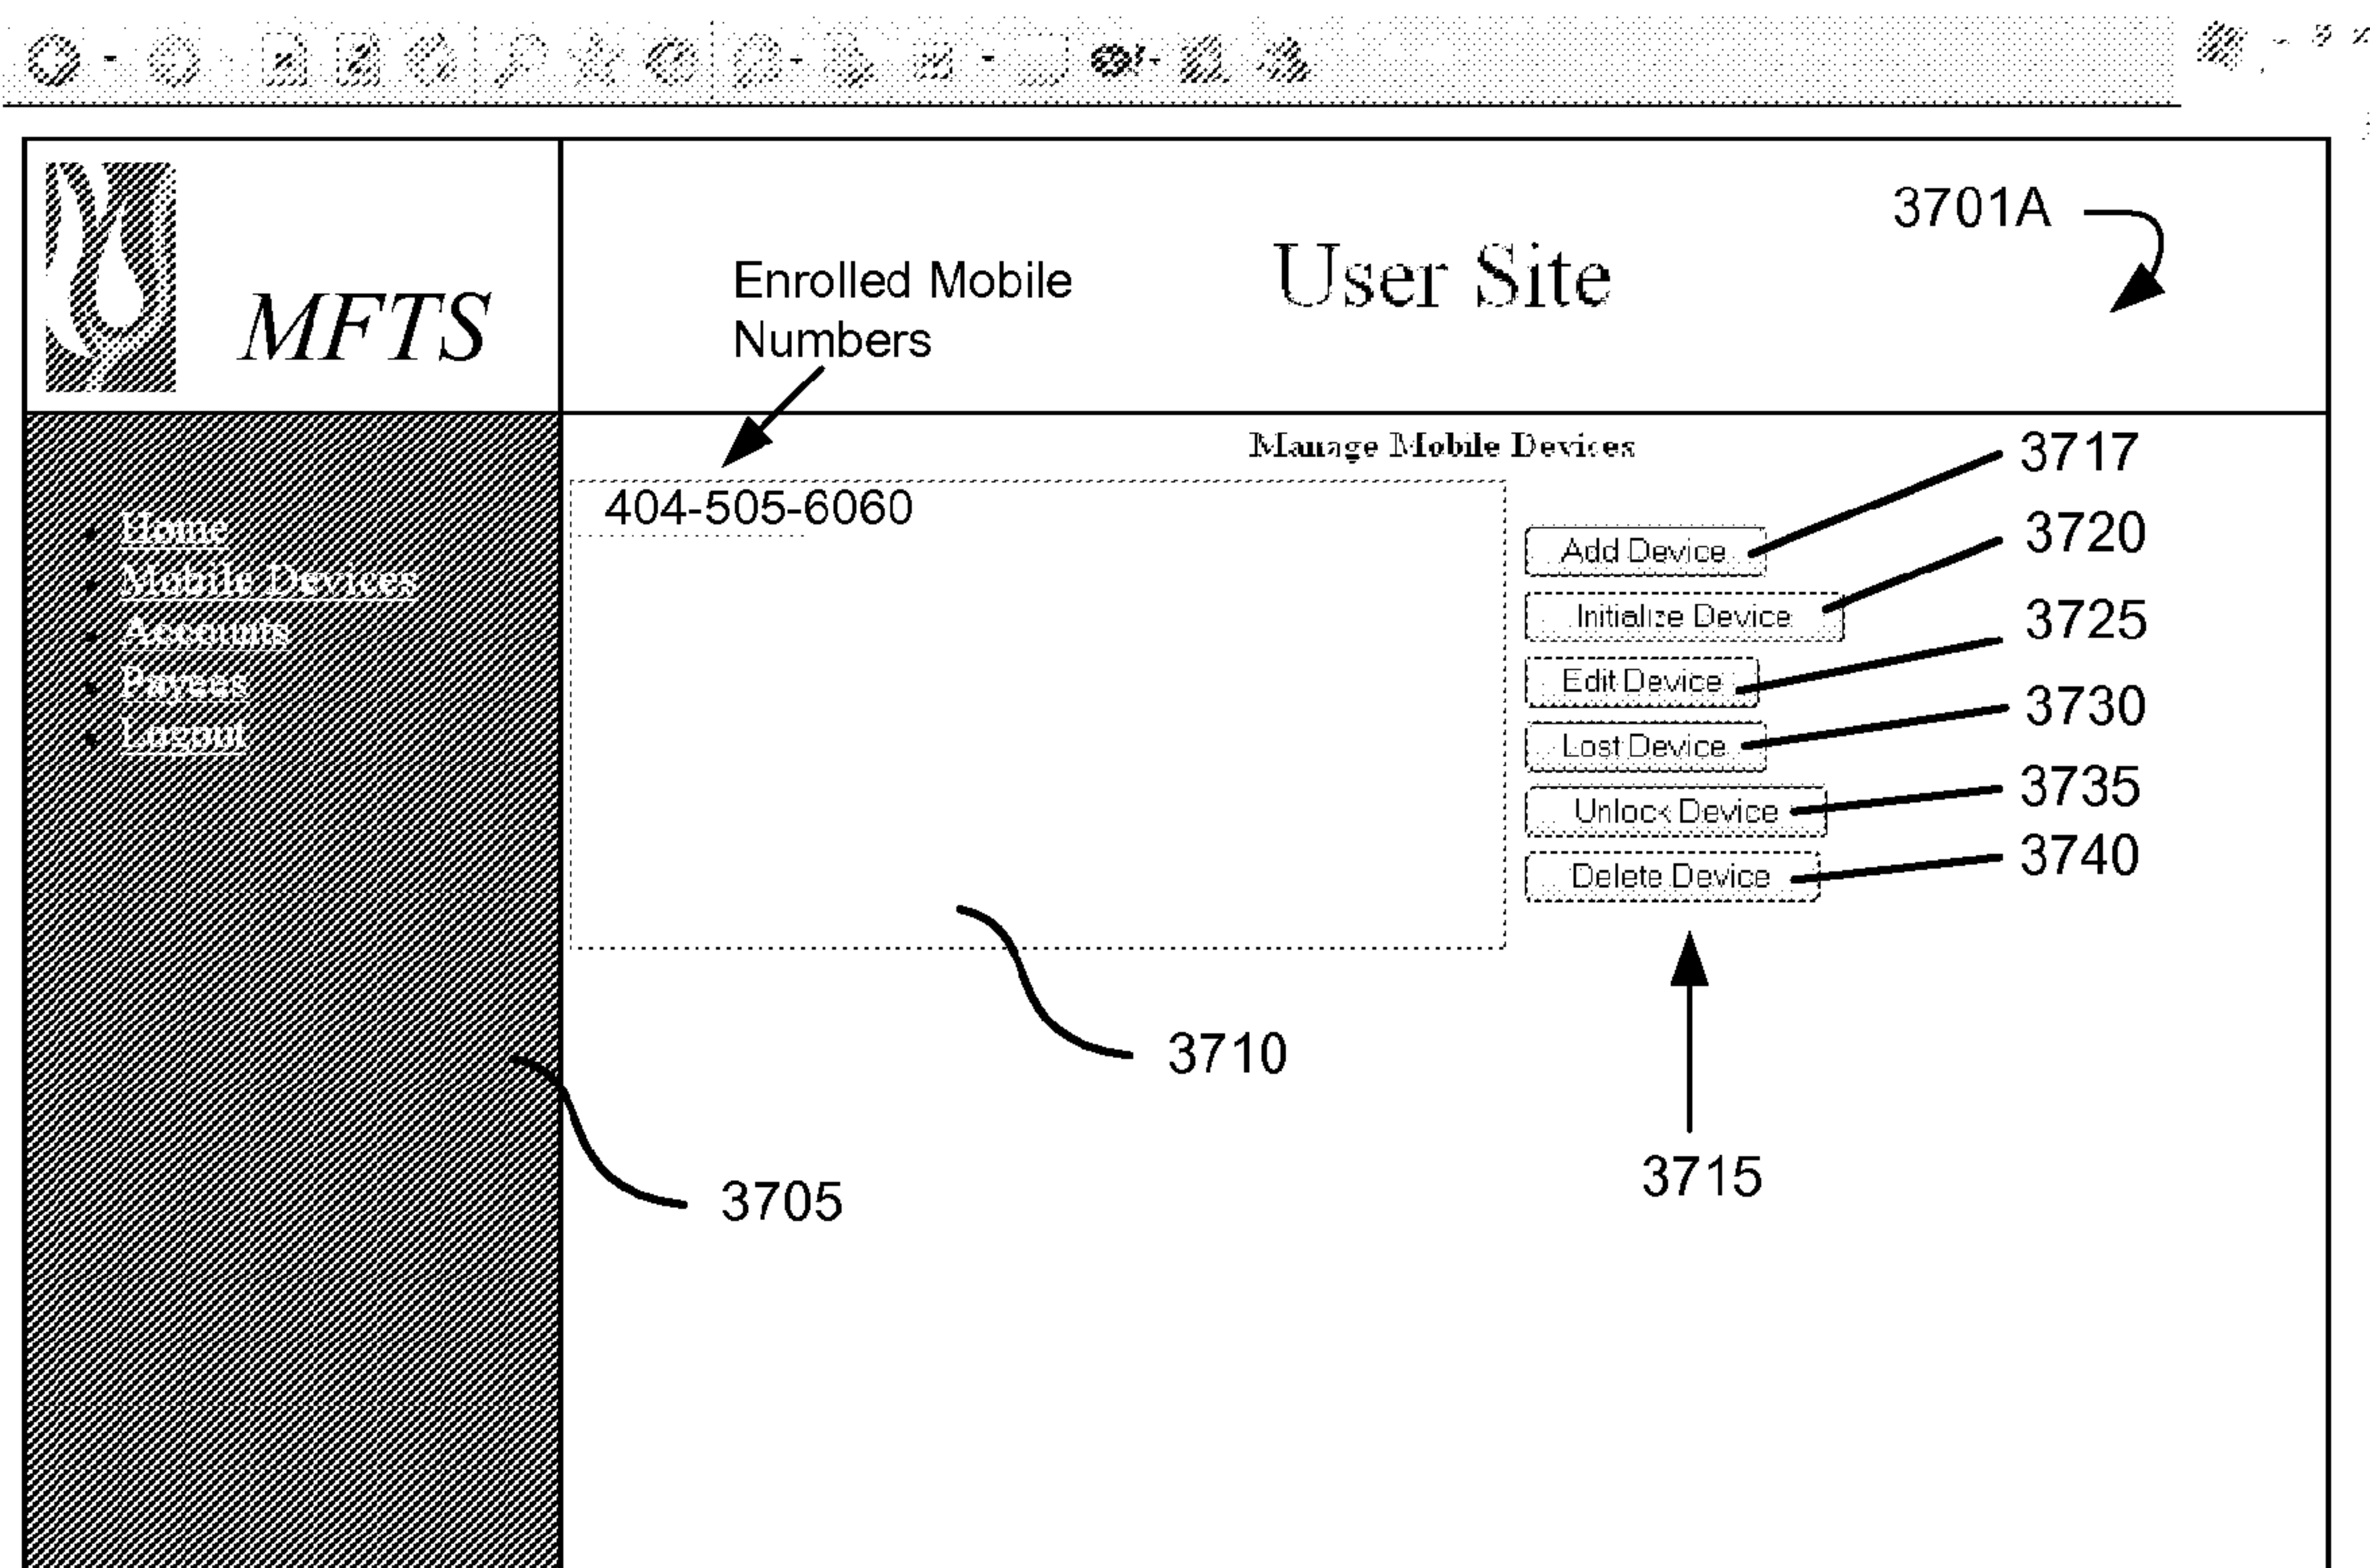 3701A
Enrolled Mobile
Numbers
User Site
MFTS
Manage Mobile Devices
404-505-6060
Home
Mobile Devices
Accounts
Payees
Logout
Add Device
Initialize Device
Edit Device
Lost Device
Unlock Device
Delete Device
3717
3720
3725
3730
3735
3740
3710
3715
3705